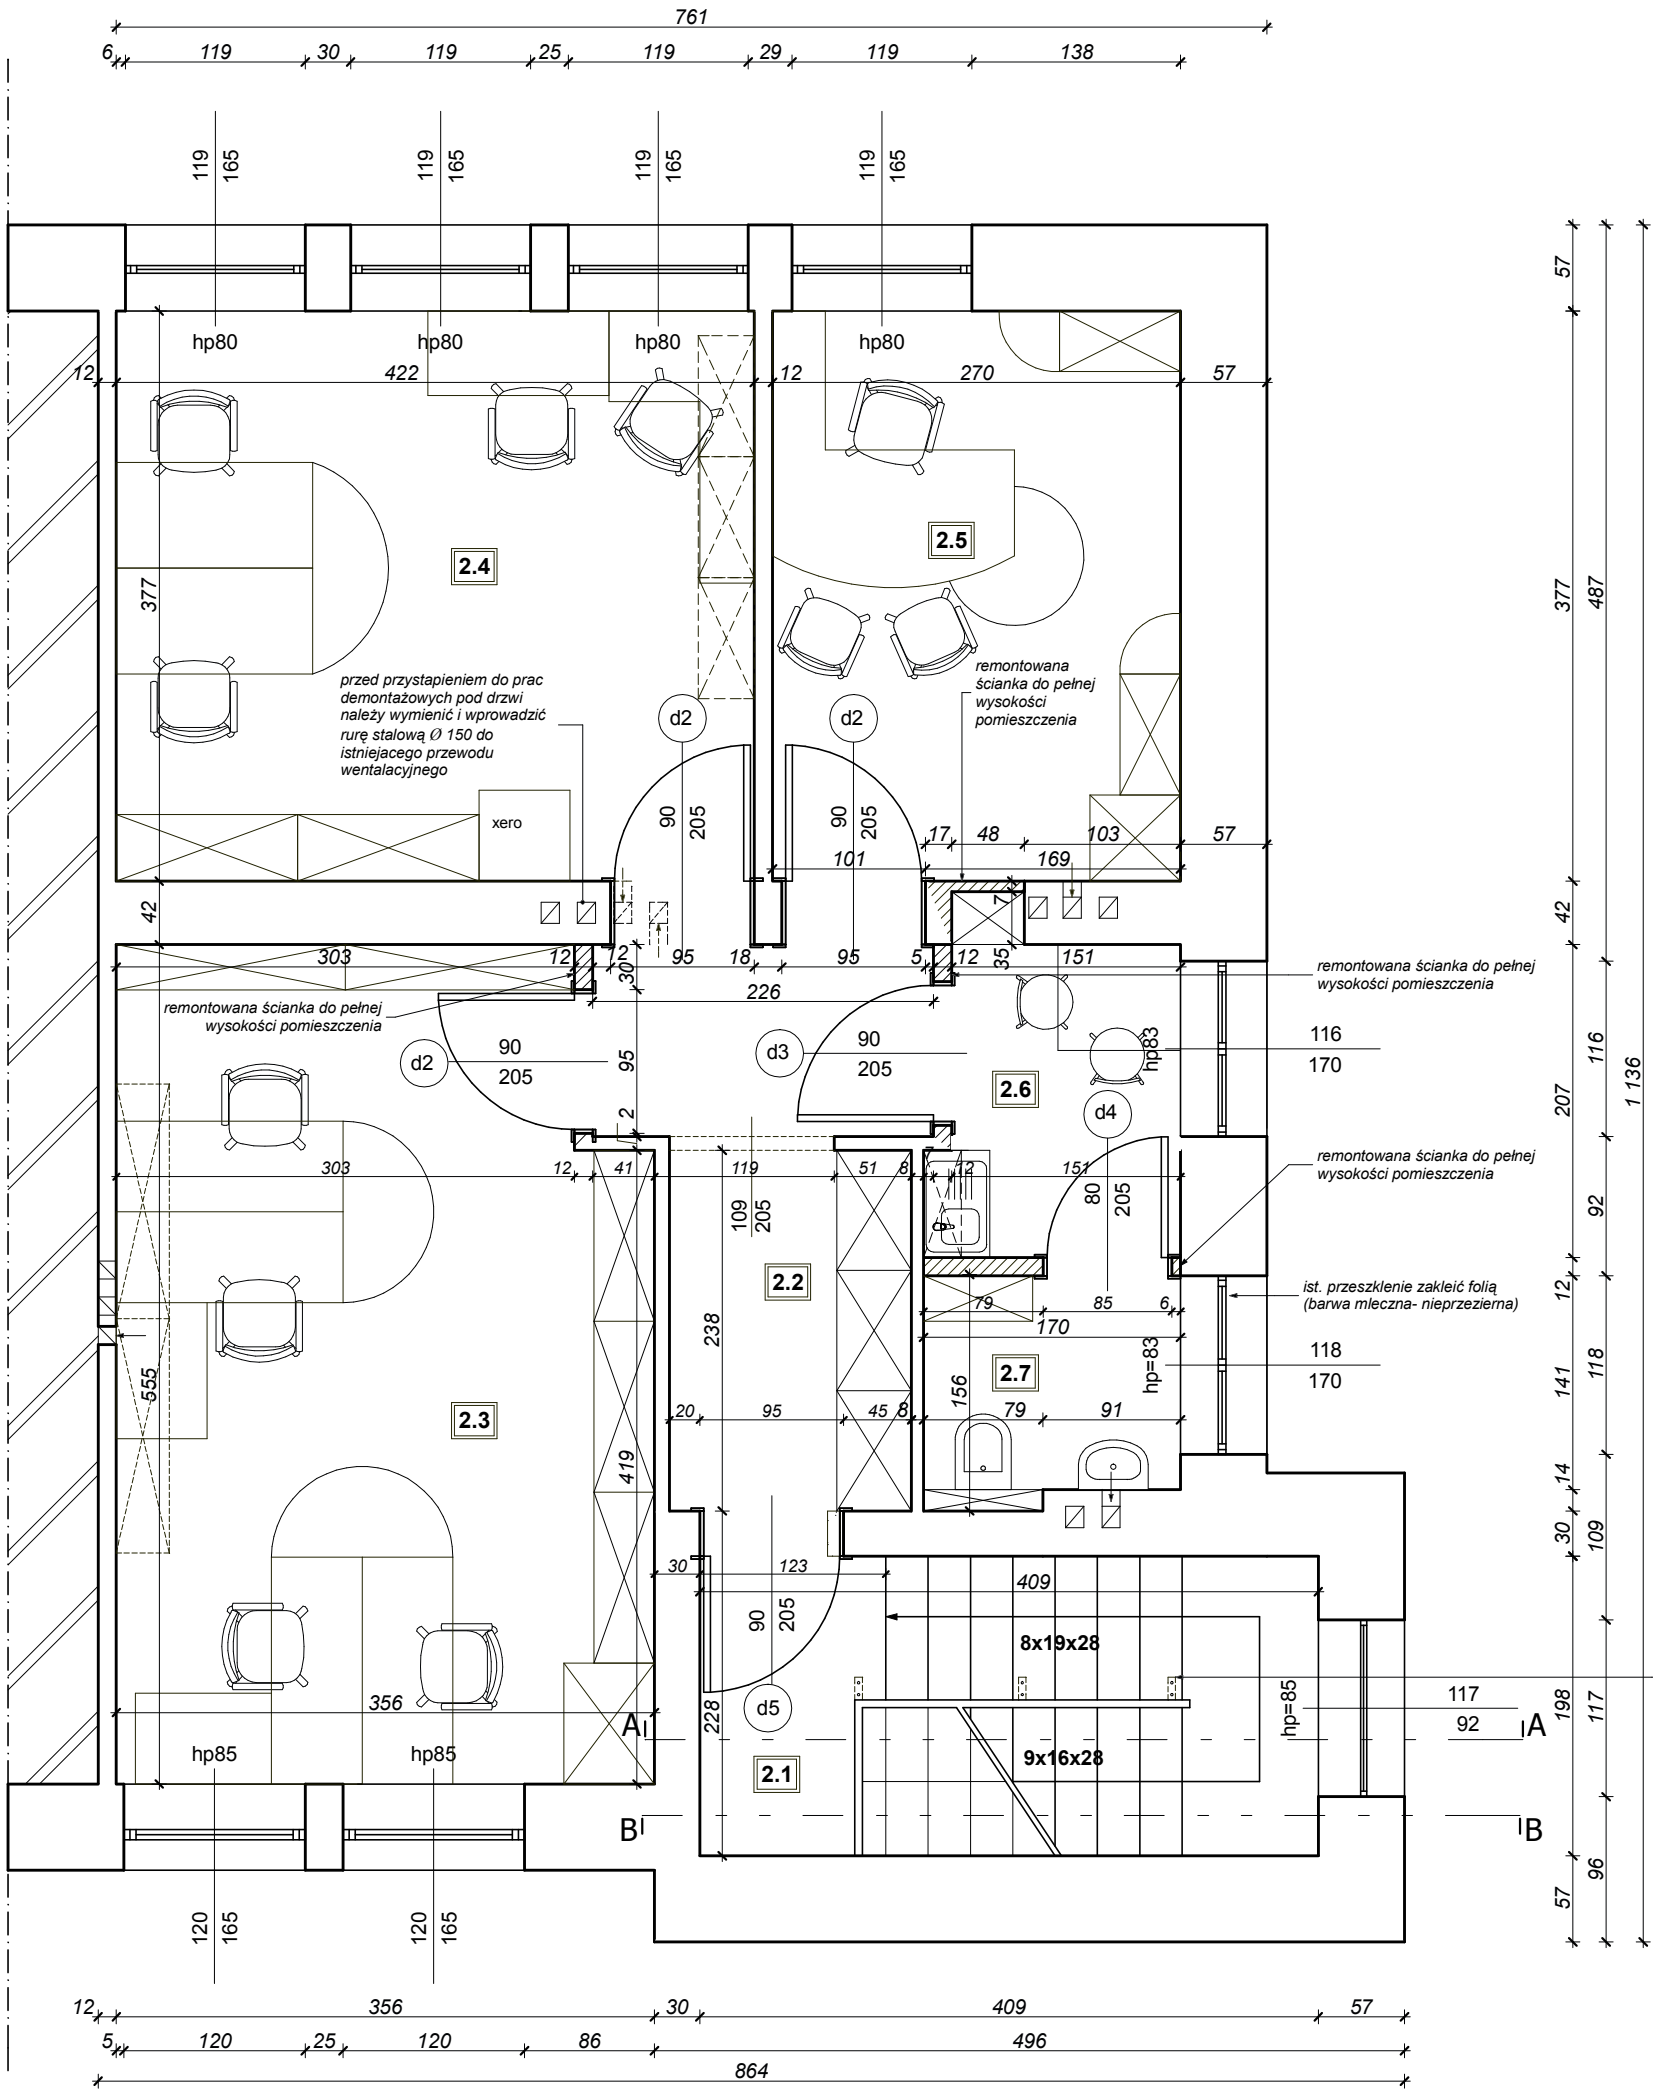 761
6 119 30 119 25 119 29 119 138
119
165
119
165
119
165
119
165
hp80 hp80 hp80 hp80
12 422 12 270 57
2.4
2.5
377
remontowana
ścianka do pełnej
wysokości
pomieszczenia
przed przystapieniem do prac
demontażowych pod drzwi
należy wymienić i wprowadzić
rurę stalową Ø 150 do
istniejacego przewodu
wentalacyjnego
d2 d2
xero
90
205
90
205
17 48 103 57
101 169
42
7
303 12 12 95 18 95 5 12 151
30
35
226
remontowana ścianka do pełnej
wysokości pomieszczenia
remontowana ścianka do pełnej
wysokości pomieszczenia
d2
90
205
95
d3
90
205
hp83
116
170
2.6
d4
2
remontowana ścianka do pełnej
wysokości pomieszczenia
303 12 41 119 51 8 12 151
109
205
80
205
2.2
ist. przeszklenie zakleić folią
(barwa mleczna- nieprzezierna)
79 85 6
170
238
156
2.7
hp=83
118
170
555
2.3
20 95 45 8 79 91
419
30 123
409
90
205
8x19x28
356
228
d5
hp=85
117
92
A A
9x16x28
hp85 hp85
2.1
B B
120
165
120
165
57
377
42
207
12
141
14
30
198
57
487
116
92
118
109
117
96
1 136
12 356 30 409 57
5 120 25 120 86 496
864